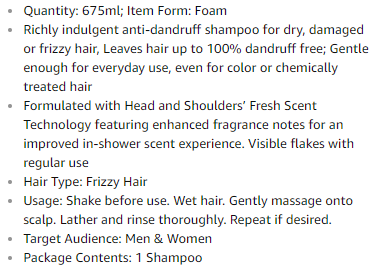 Quantity: 675ml; Item Form: Foam
Richly indulgent anti-dandruff shampoo for dry, damaged
or frizzy hair, Leaves hair up to 100% dandruff free; Gentle
enough for everyday use, even for color or chemically
treated hair
Formulated with Head and Shoulders’ Fresh Scent
Technology featuring enhanced fragrance notes for an
improved in-shower scent experience. Visible flakes with
regular use
Hair Type: Frizzy Hair
Usage: Shake before use. Wet hair. Gently massage onto
scalp. Lather and rinse thoroughly. Repeat if desired.
Target Audience: Men & Women
Package Contents: 1 Shampoo